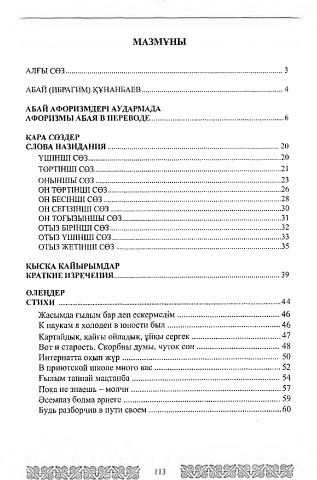 МАЗМҰНЫ
АЛҒЫ СӨЗ 3
АБАЙ (ИБРАГИМ) ҚҰНАНБАЕВ 4
АБАЙ АФОРИЗМДЕРІ АУДАРМАДА
АФОРИЗМЫ АБАЯ В ПЕРЕВОДЕ 6
ҚАРА СӨЗДЕР
СЛОВА НАЗИДАНИЯ 20
ҮШІНШІ СӨЗ 20
ТӨРТІНШІ СӨЗ 21
ОНЫНШЫ СӨЗ 23
ОН ТӨРТІНШІ СӨЗ 26
ОН БЕСІНШІ СӨЗ 28
ОН СЕГІЗІНШІ СӨЗ 30
ОН ТОҒЫЗЫНШЫ СӨЗ 31
ОТЫЗ БІРІНШІ СӨЗ 32
ОТЫЗ ҮШІНШІ СӨЗ 33
ОТЫЗ ЖЕТІНШІ СӨЗ 35
ҚЫСҚА ҚАЙЫРЫМДАР
КРАТКИЕ ИЗРЕЧЕНИЯ 39
ӨЛЕҢДЕР
СТИХИ 44
Жасымда ғылым бар деп ескермедім 46
К наукам я холоден в юности был 46
Қартайдық, қайғы ойладық, ұйқы сергек 47
Вот и старость. Скорбны думы, чуток сон 48
Интернатта оқып жүр 50
В приютской школе много вас 52
Ғылым таппай мақтанба 54
Пока не знаешь – молчи 57
Әсемпаз болма әрнеге 59
Будь разборчив в пути своем 60
113